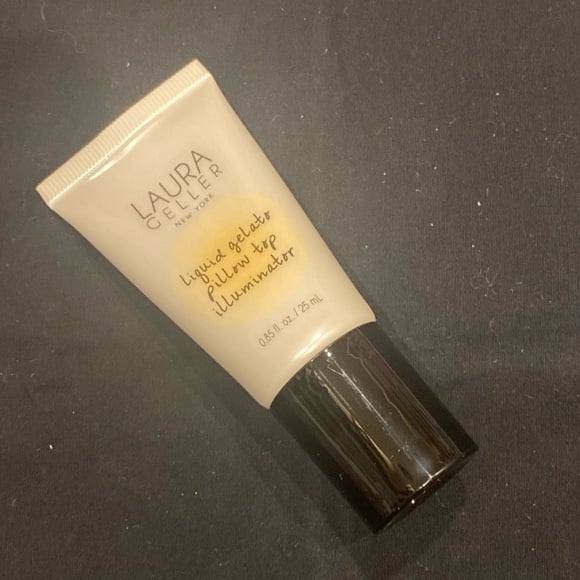 LAURA
GELLER
NEW YORK
liquid gelato
pillow top
illuminator
0.85 fl. oz. / 25 mL